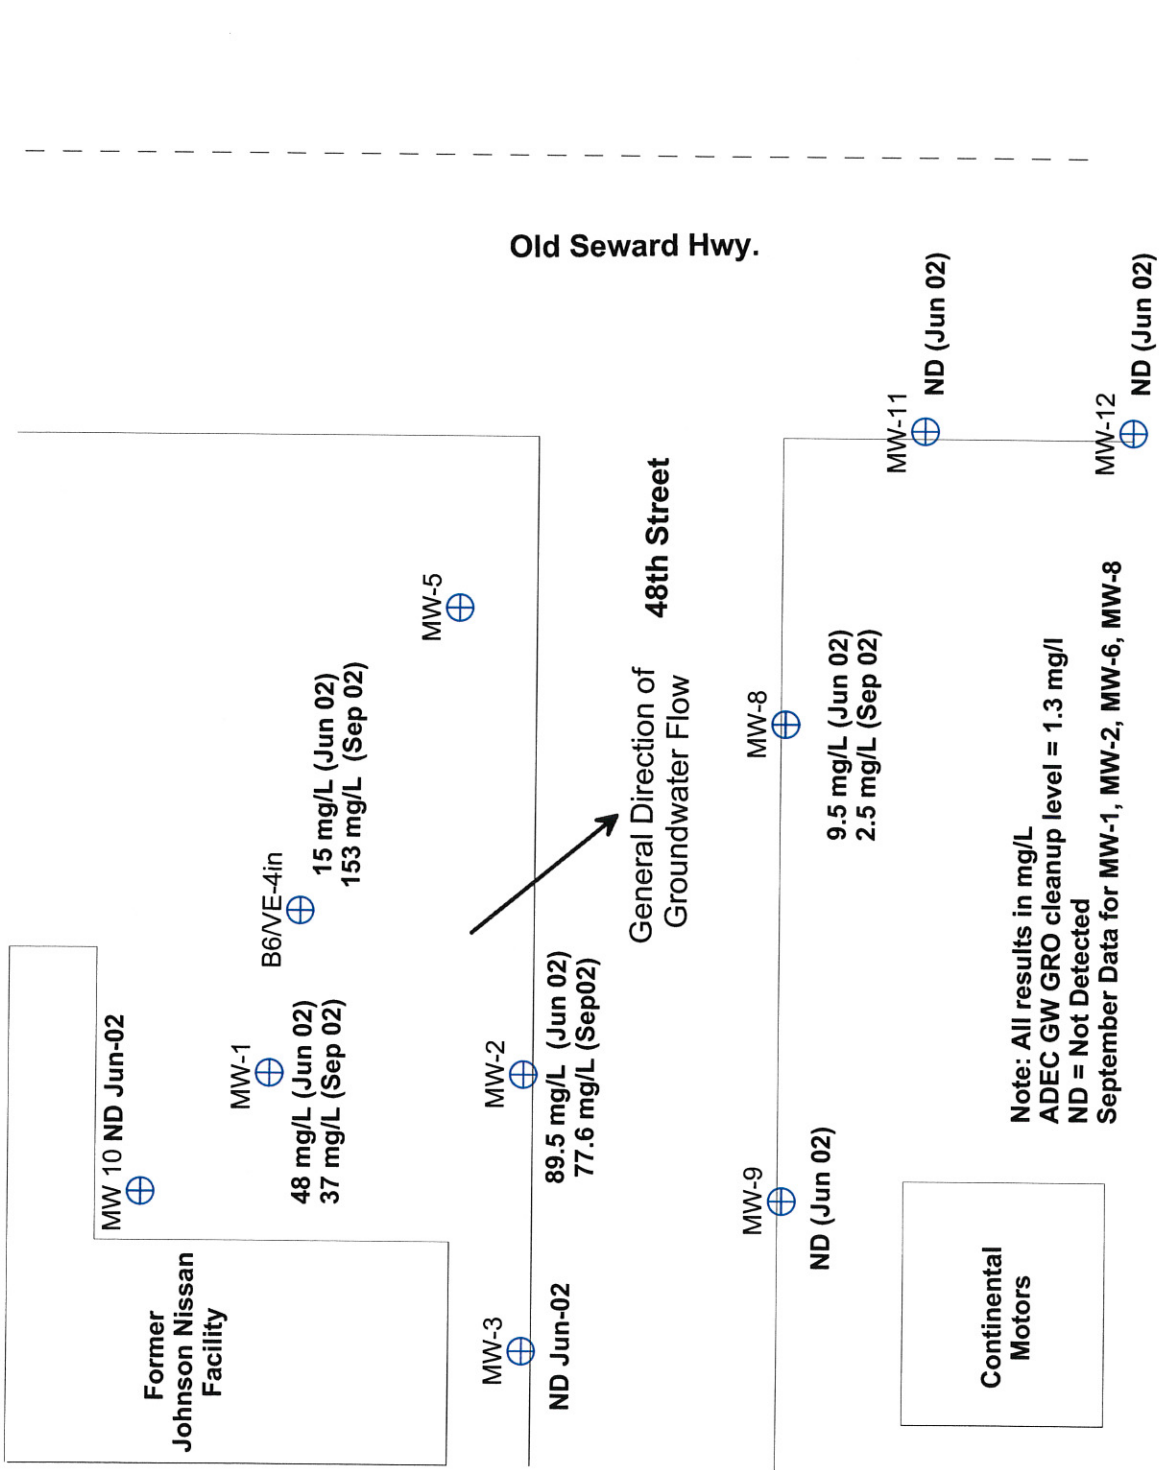 Old Seward Hwy.
Former
Johnson Nissan
Facility
MW 10 ND Jun-02
MW-1
48 mg/L (Jun 02)
37 mg/L (Sep 02)
B6/VE-4in
15 mg/L (Jun 02)
153 mg/L (Sep 02)
MW-5
MW-3
ND Jun-02
MW-2
89.5 mg/L (Jun 02)
77.6 mg/L (Sep02)
General Direction of
Groundwater Flow
48th Street
MW-9
ND (Jun 02)
MW-8
9.5 mg/L (Jun 02)
2.5 mg/L (Sep 02)
MW-11
ND (Jun 02)
MW-12
ND (Jun 02)
Continental
Motors
Note: All results in mg/L
ADEC GW GRO cleanup level = 1.3 mg/l
ND = Not Detected
September Data for MW-1, MW-2, MW-6, MW-8